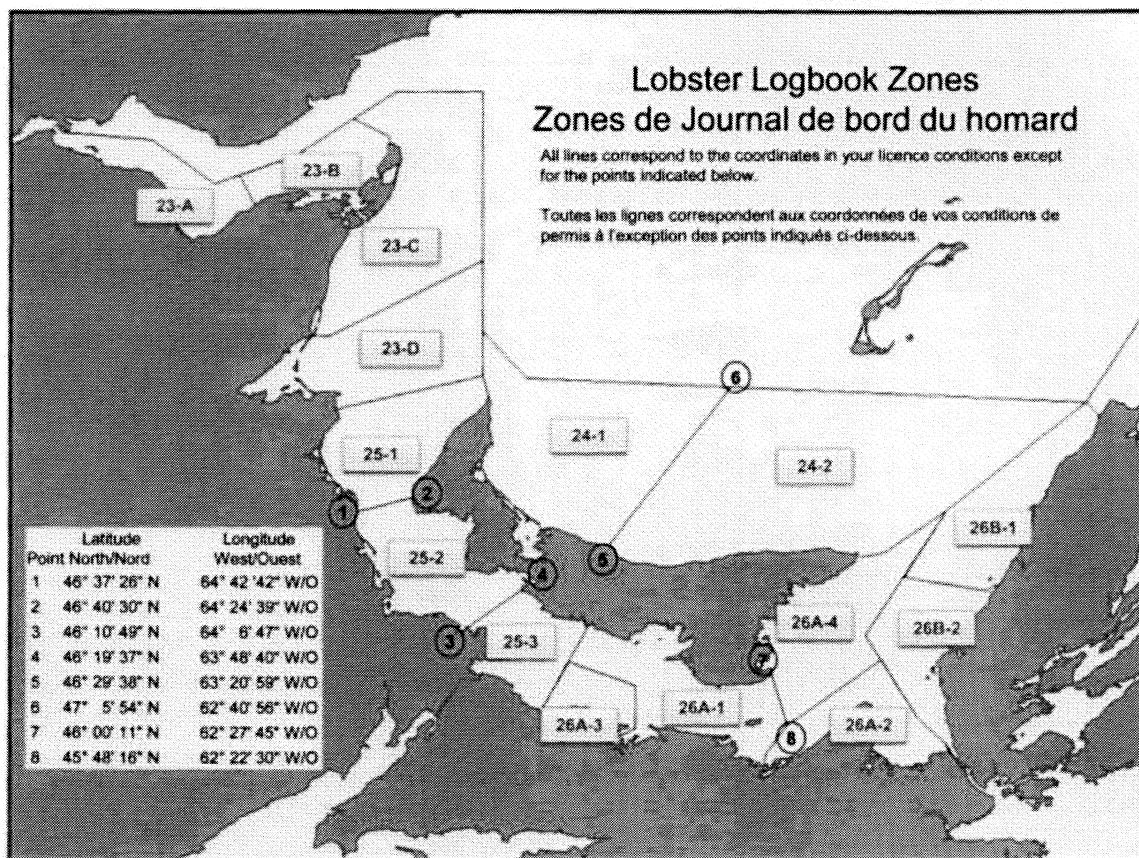 Lobster Logbook Zones
Zones de Journal de bord du homard
All lines correspond to the coordinates in your licence conditions except
for the points indicated below.
Toutes les lignes correspondent aux coordonnées de vos conditions de
permis à l'exception des points indiqués ci-dessous.
23-B
23-A
23-C
23-D
6
24-1
25-1
24-2
2
1
26B-1
25-2
5
4
26A-4
26B-2
3
25-3
7
26A-1
26A-3
26A-2
8
Latitude Longitude
Point North/Nord West/Ouest
1 46° 37' 26" N 64° 42' 42" W/O
2 46° 40' 30" N 64° 24' 39" W/O
3 46° 10' 49" N 64° 6' 47" W/O
4 46° 19' 37" N 63° 48' 40" W/O
5 46° 29' 38" N 63° 20' 59" W/O
6 47° 5' 54" N 62° 40' 56" W/O
7 46° 00' 11" N 62° 27' 45" W/O
8 45° 48' 16" N 62° 22' 30" W/O